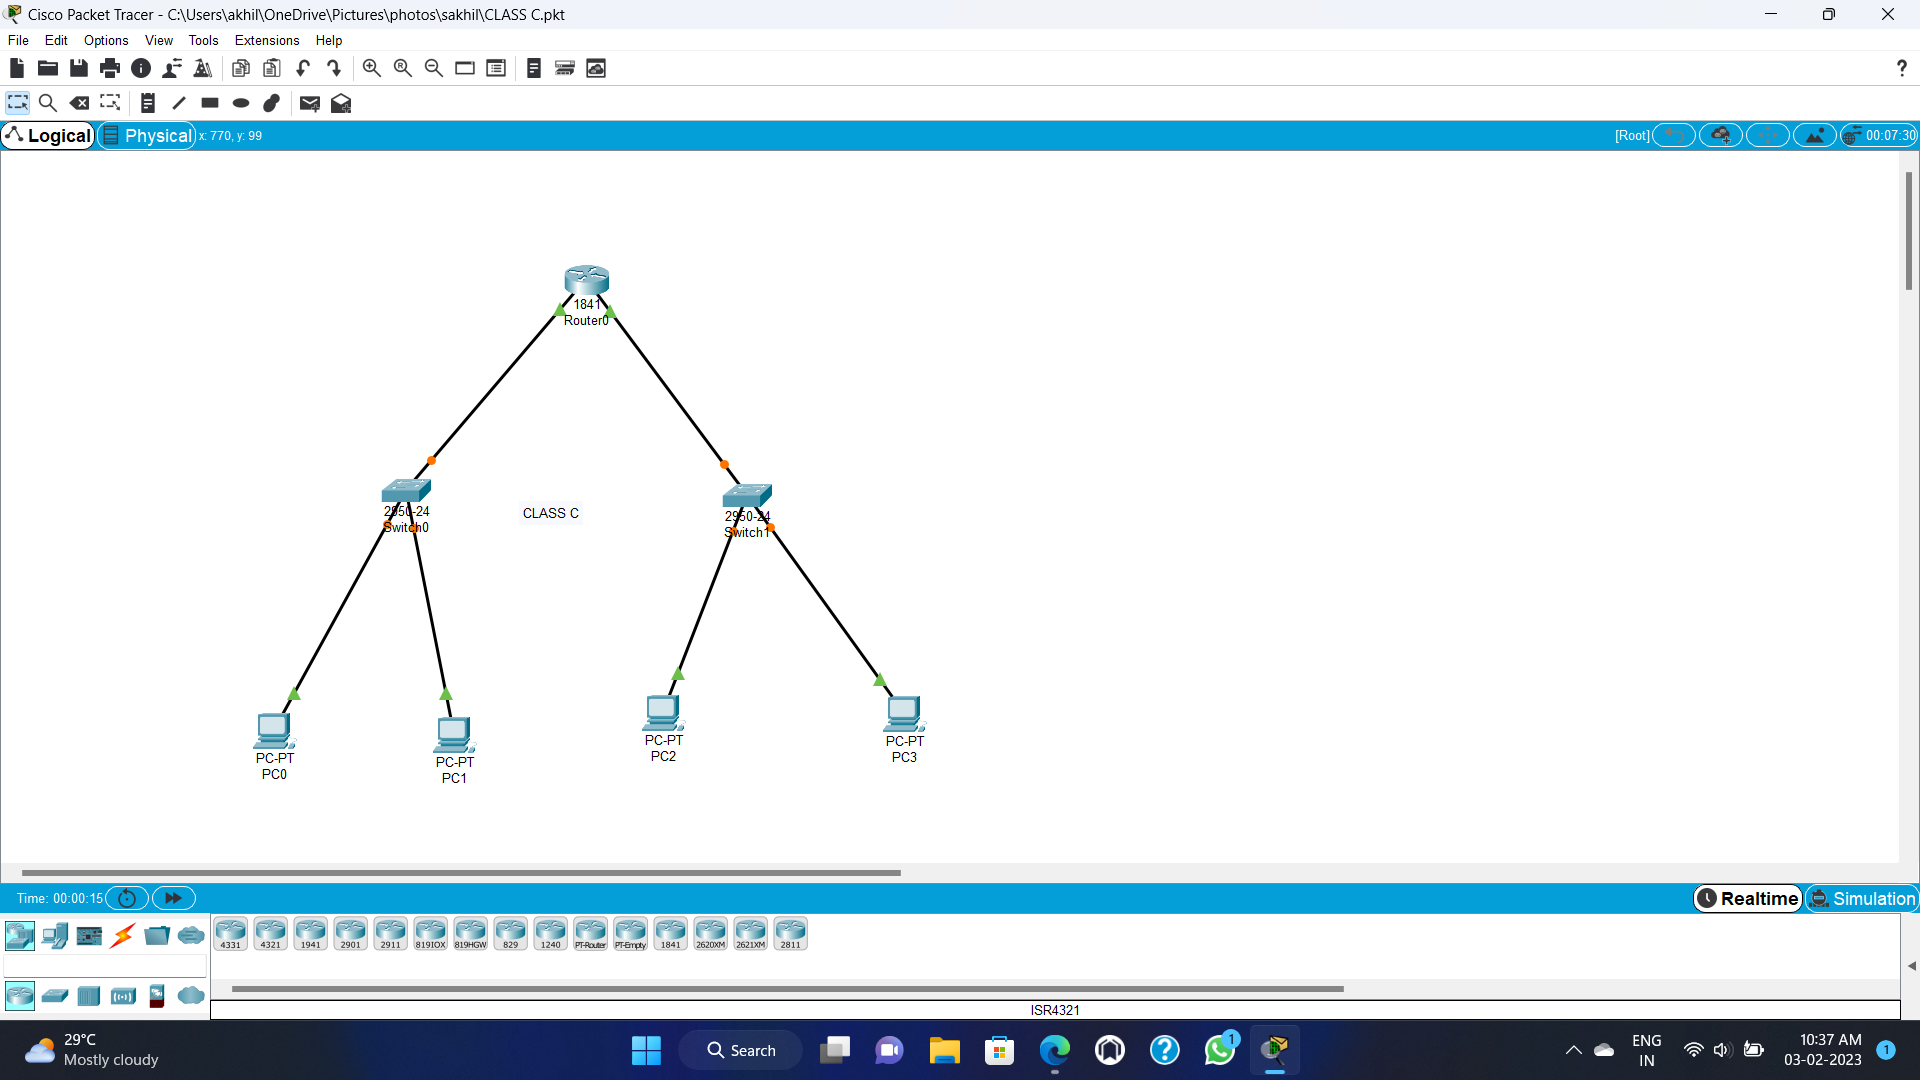 Cisco Packet Tracer - C:\Users\akhil\OneDrive\Pictures\photos\sakhil\CLASS C.pkt
File Edit Options View Tools Extensions Help
?
Logical Physical x: 770, y: 99 [Root] 00:07:30
1841
Router0
2950-24
Switch0
CLASS C
2950-24
Switch1
PC-PT
PC0
PC-PT
PC1
PC-PT
PC2
PC-PT
PC3
Time: 00:00:15 Realtime Simulation
4331 4321 1941 2901 2911 819IOX 819HGW 829 1240 PT-Router PT-Empty 1841 2620XM 2621XM 2811
ISR4321
29°C
Mostly cloudy
Search
1
ENG
IN
10:37 AM
03-02-2023
1